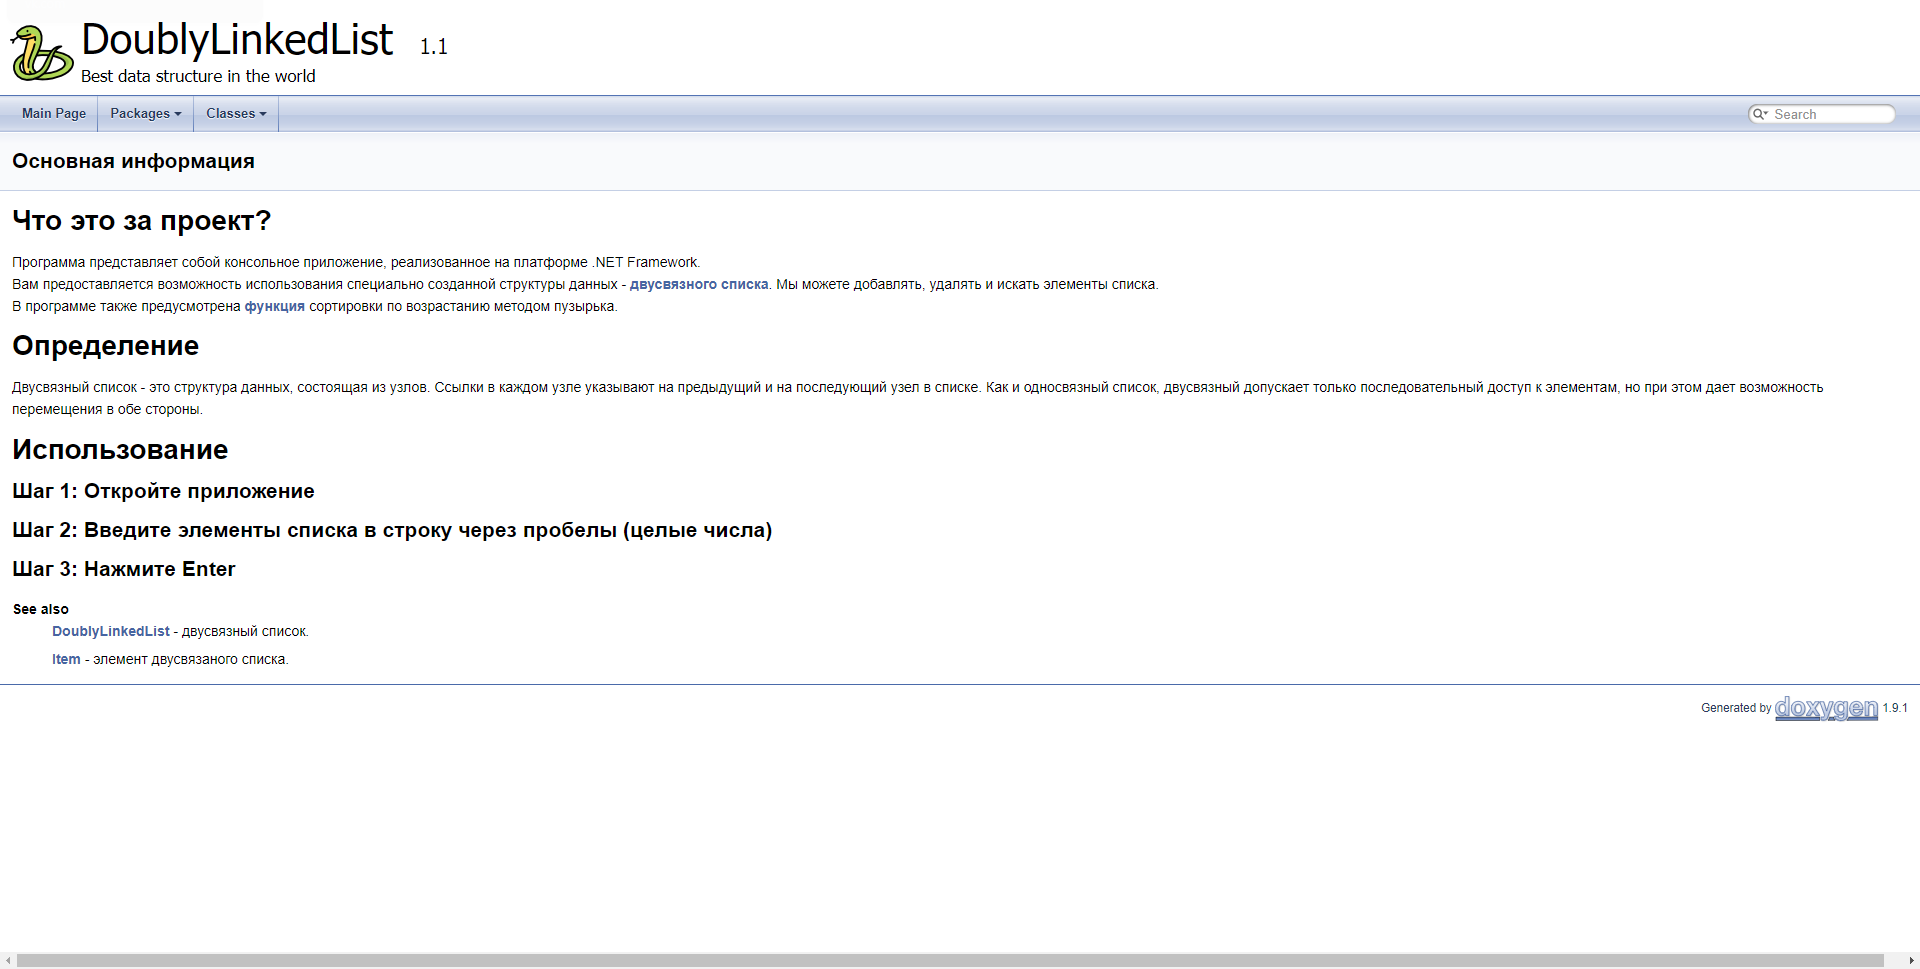 DoublyLinkedList 1.1
Best data structure in the world
Main Page Packages Classes Search
Основная информация
Что это за проект?
Программа представляет собой консольное приложение, реализованное на платформе .NET Framework.
Вам предоставляется возможность использования специально созданной структуры данных - двусвязного списка. Мы можете добавлять, удалять и искать элементы списка.
В программе также предусмотрена функция сортировки по возрастанию методом пузырька.
Определение
Двусвязный список - это структура данных, состоящая из узлов. Ссылки в каждом узле указывают на предыдущий и на последующий узел в списке. Как и односвязный список, двусвязный допускает только последовательный доступ к элементам, но при этом дает возможность
перемещения в обе стороны.
Использование
Шаг 1: Откройте приложение
Шаг 2: Введите элементы списка в строку через пробелы (целые числа)
Шаг 3: Нажмите Enter
See also
DoublyLinkedList - двусвязный список.
Item - элемент двусвязаного списка.
Generated by doxygen 1.9.1